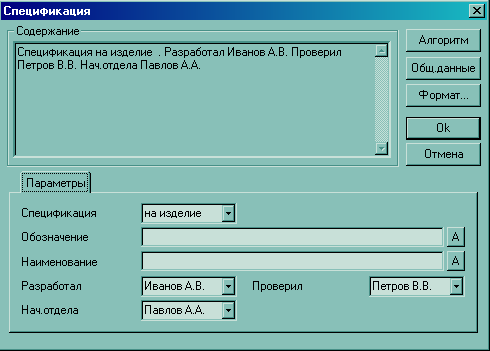 Спецификация
Содержание
Спецификация на изделие . Разработал Иванов А.В. Проверил
Петров В.В. Нач.отдела Павлов А.А.
Алгоритм
Общ.данные
Формат...
Ok
Отмена
Параметры
Спецификация на изделие
Обозначение A
Наименование A
Разработал Иванов А.В. Проверил Петров В.В.
Нач.отдела Павлов А.А.